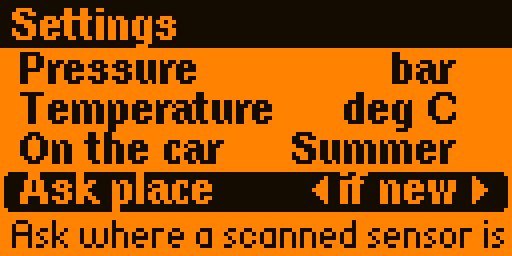 Settings
Pressure bar
Temperature deg C
On the car Summer
Ask place if new
Ask where a scanned sensor is